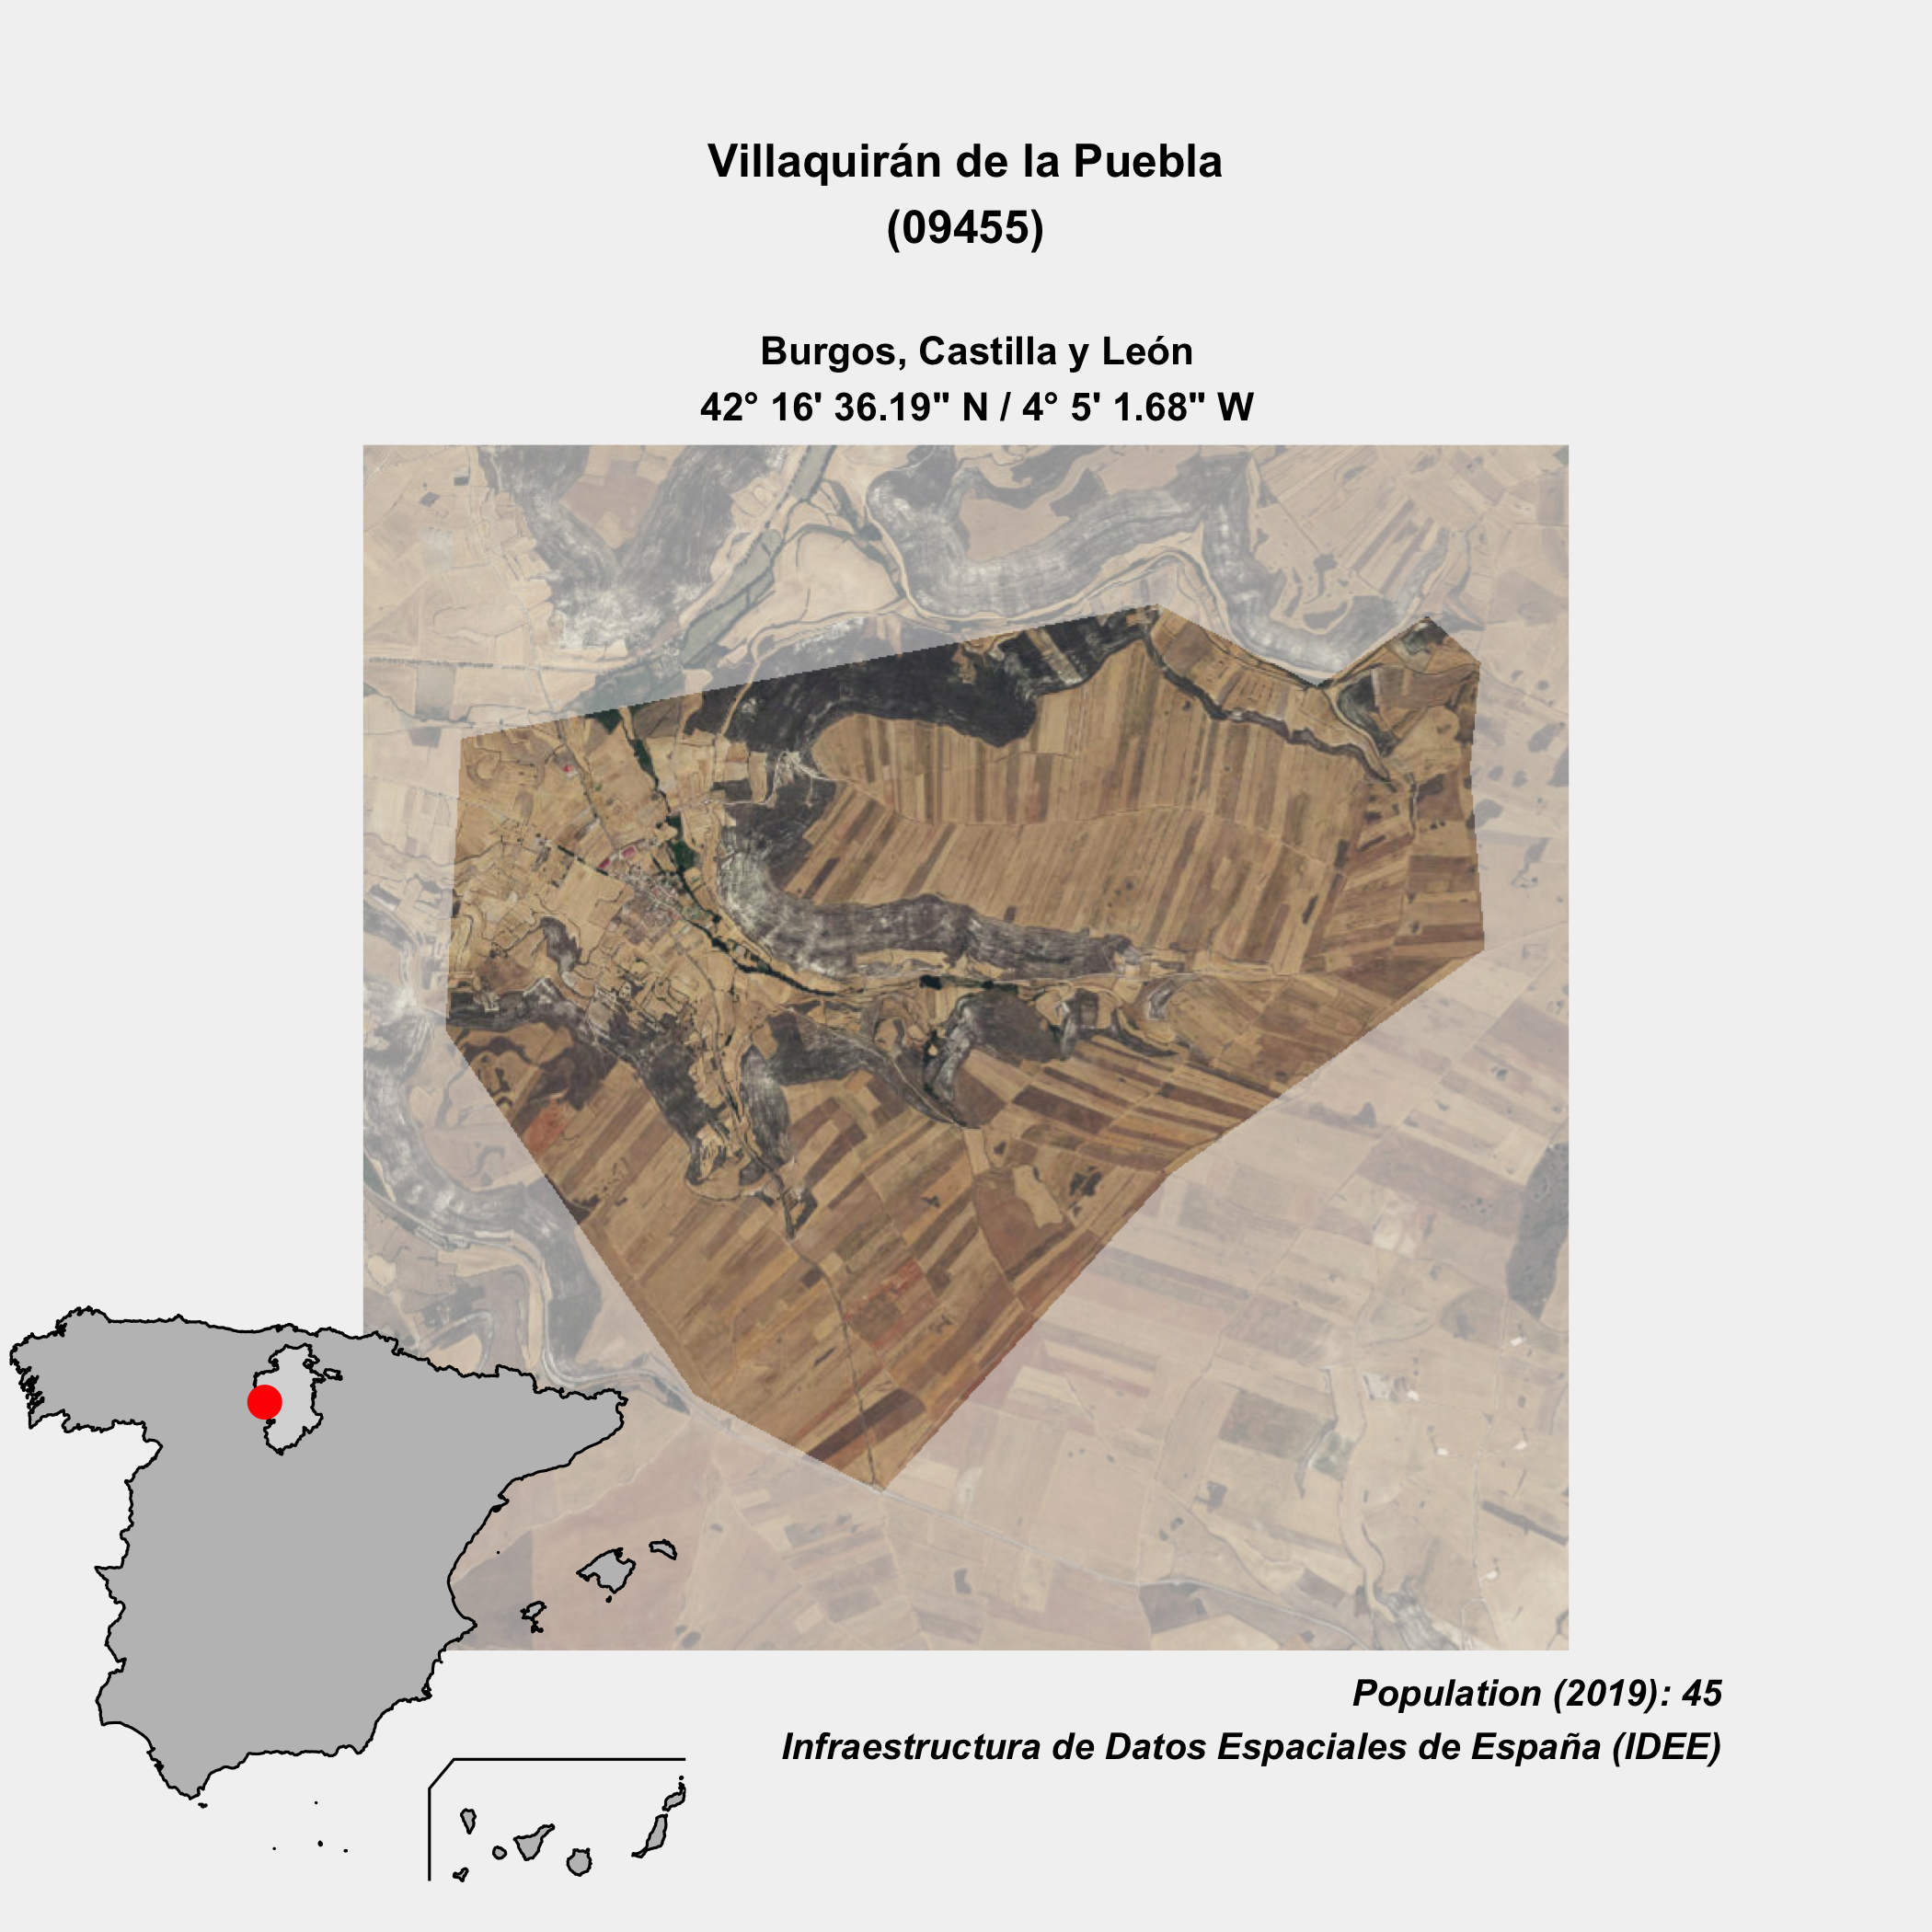 Villaquirán de la Puebla
(09455)
Burgos, Castilla y León
42° 16' 36.19" N / 4° 5' 1.68" W
Population (2019): 45
Infraestructura de Datos Espaciales de España (IDEE)